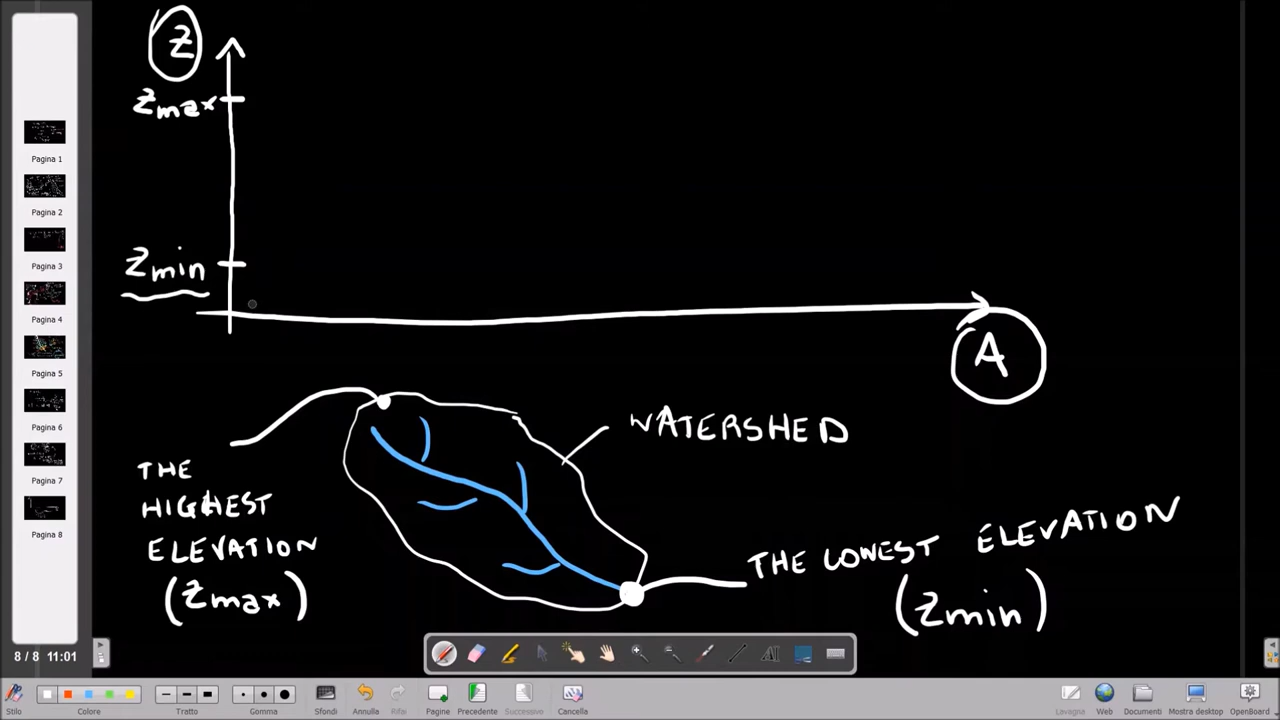 Z
Zmax
Zmin
A
WATERSHED
THE
HIGHEST
ELEVATION
(Zmax)
THE LOWEST ELEVATION
(Zmin)
Pagina 1
Pagina 2
Pagina 3
Pagina 4
Pagina 5
Pagina 6
Pagina 7
Pagina 8
8 / 8 11:01
Stilo Colore Tratto Gomma Sfondi Annulla Rifai Pagine Precedente Successivo Cancella Lavagna Web Documenti Mostra desktop OpenBoard